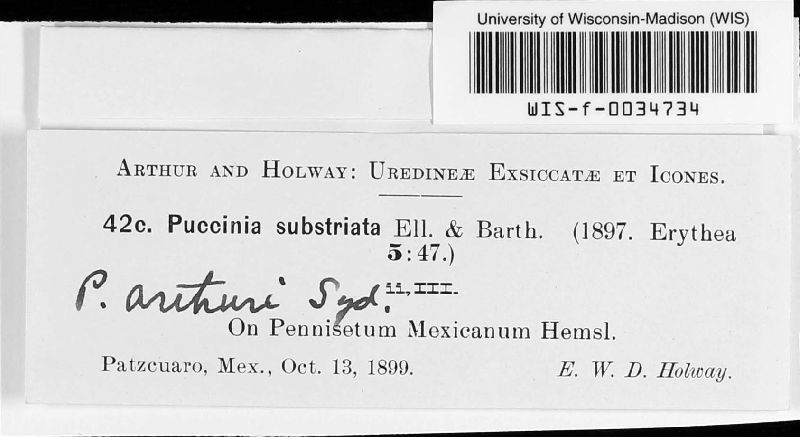 University of Wisconsin-Madison (WIS)
WIS-f-0034734
ARTHUR AND HOLWAY: UREDINEÆ EXSICCATÆ ET ICONES.
42c. Puccinia substriata Ell. & Barth. (1897. Erythea
5:47.)
P. arthuri Syd. ii, III.
On Pennisetum Mexicanum Hemsl.
Patzcuaro, Mex., Oct. 13, 1899. E. W. D. Holway.